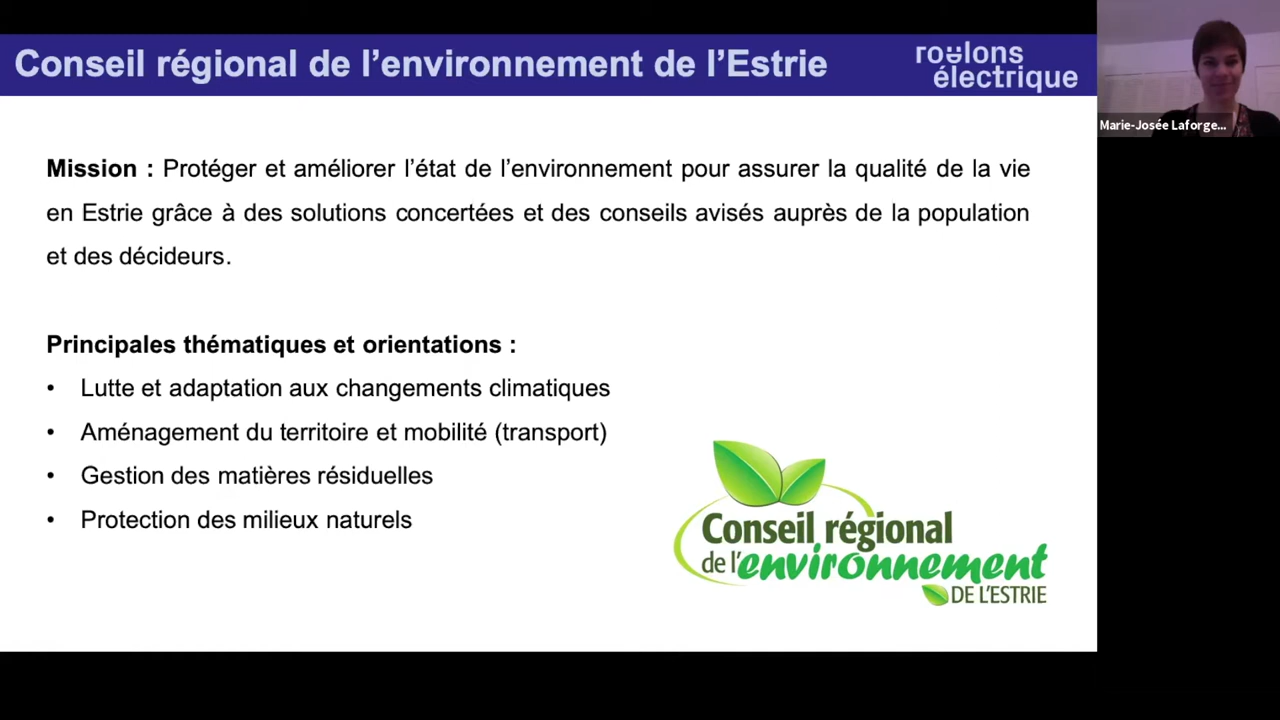 Conseil régional de l’environnement de l’Estrie
roulons
électrique
Marie-Josée Laforge...
Mission : Protéger et améliorer l’état de l’environnement pour assurer la qualité de la vie
en Estrie grâce à des solutions concertées et des conseils avisés auprès de la population
et des décideurs.
Principales thématiques et orientations :
• Lutte et adaptation aux changements climatiques
• Aménagement du territoire et mobilité (transport)
• Gestion des matières résiduelles
• Protection des milieux naturels
Conseil régional
de l’environnement
DE L’ESTRIE